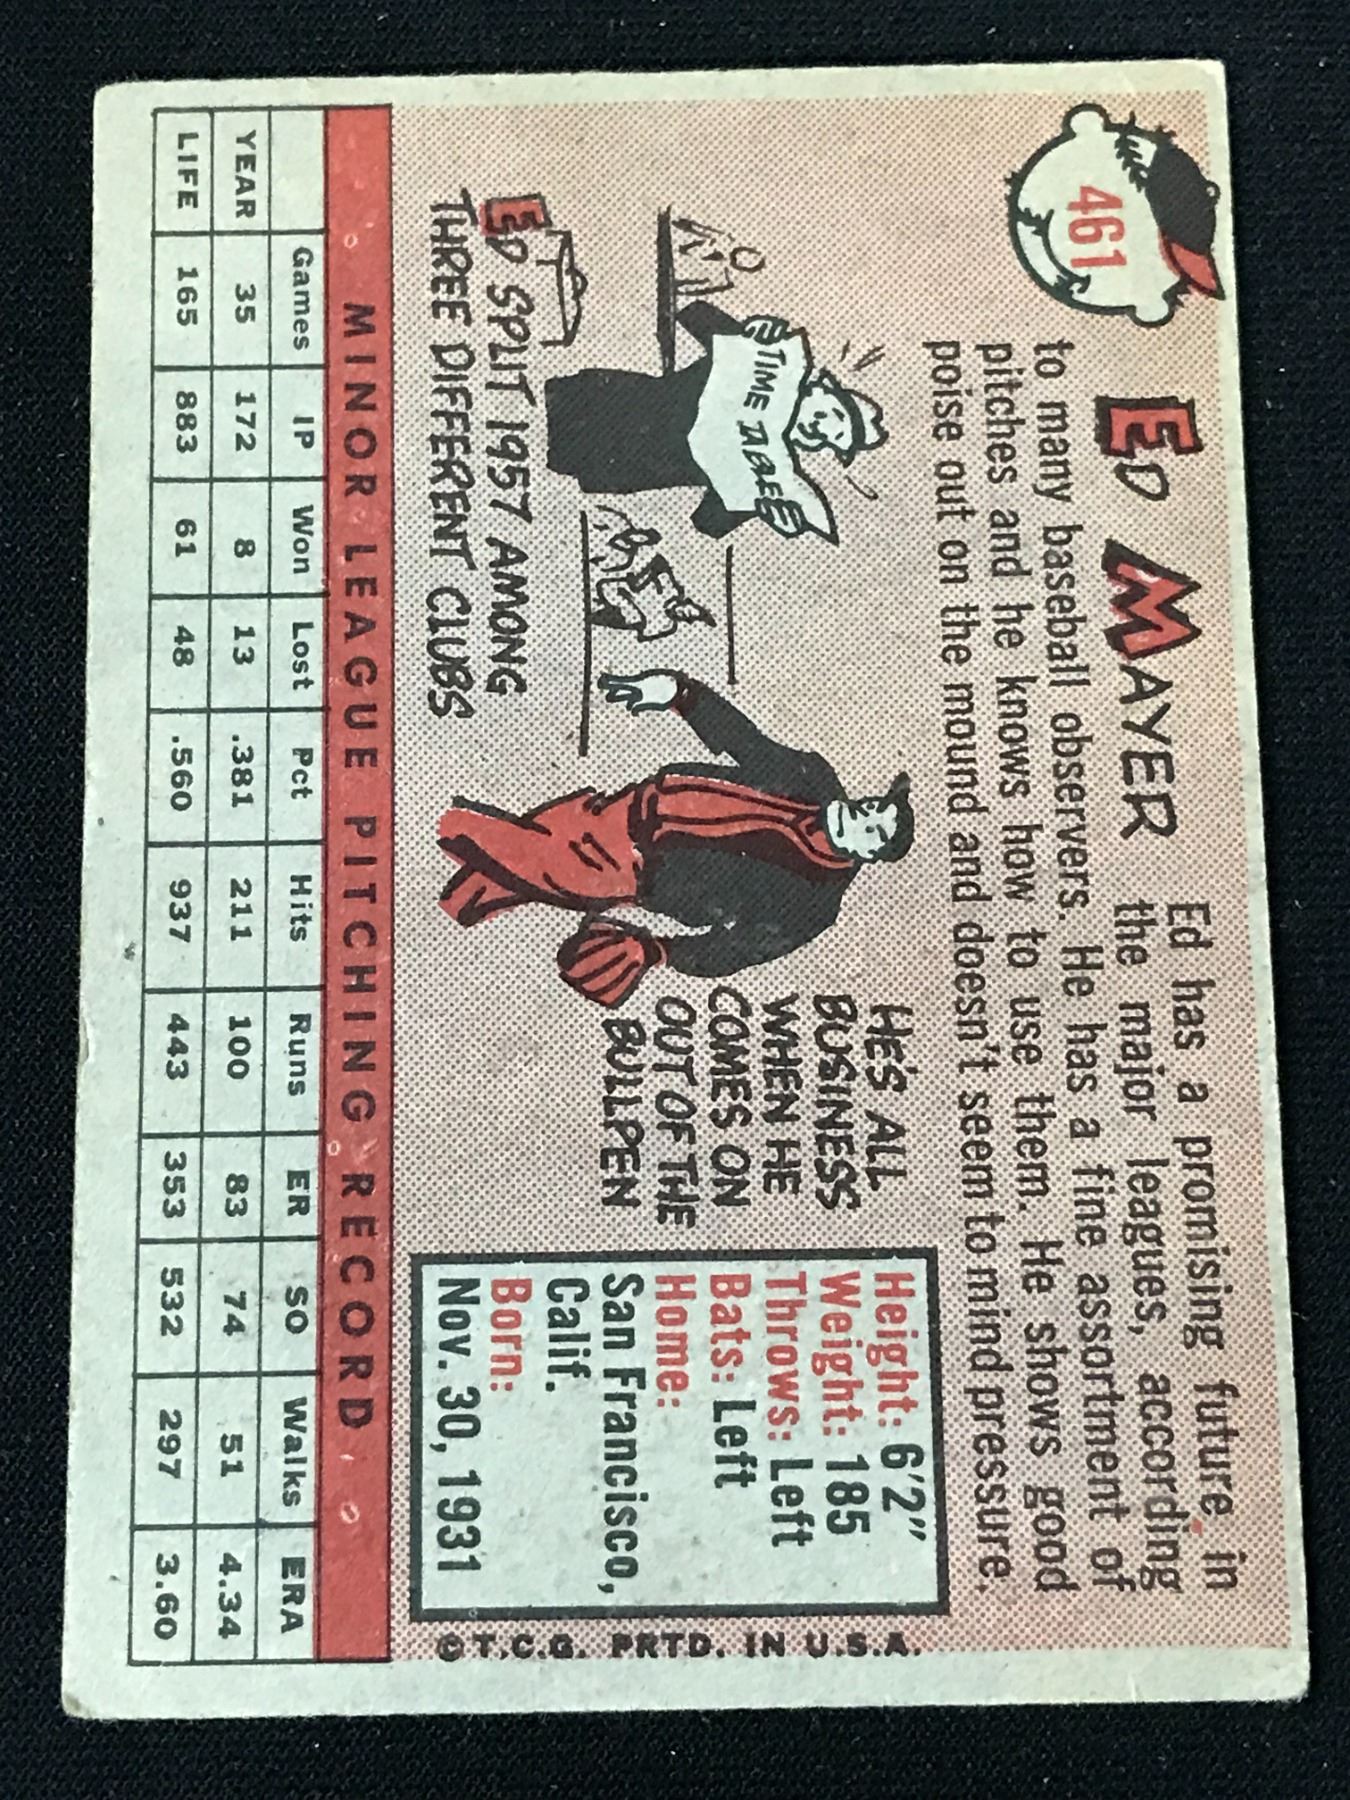 461
ED MAYER
Ed has a promising future in
the major leagues, according
to many baseball observers. He has a fine assortment of
pitches and he knows how to use them. He shows good
poise out on the mound and doesn't seem to mind pressure.
TIME TABLE
ED SPLIT 1957 AMONG
THREE DIFFERENT CLUBS
HE'S ALL
BUSINESS
WHEN HE
COMES ON
OUT OF THE
BULLPEN
Height: 6'2"
Weight: 185
Throws: Left
Bats: Left
Home:
San Francisco,
Calif.
Born:
Nov. 30, 1931
© T.C.G. PRTD. IN U.S.A.
MINOR LEAGUE PITCHING RECORD
Games IP Won Lost Pct Hits Runs ER SO Walks ERA
YEAR 35 172 8 13 .381 211 100 83 74 51 4.34
LIFE 165 883 61 48 .560 937 443 353 532 297 3.60